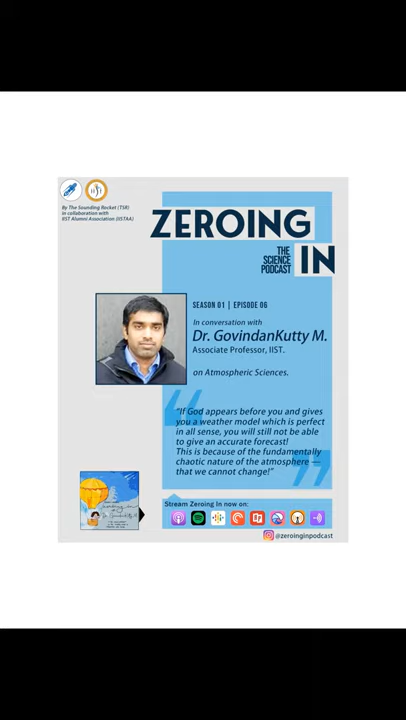 By The Sounding Rocket (TSR)
in collaboration with
IIST Alumni Association (IISTAA)
ZEROING
THE
SCIENCE
PODCAST
IN
SEASON 01 | EPISODE 06
In conversation with
Dr. GovindanKutty M.
Associate Professor, IIST.
on Atmospheric Sciences.
“If God appears before you and gives
you a weather model which is perfect
in all sense, you will still not be able
to give an accurate forecast!
This is because of the fundamentally
chaotic nature of the atmosphere —
that we cannot change!”
Stream Zeroing In now on:
@zeroinginpodcast